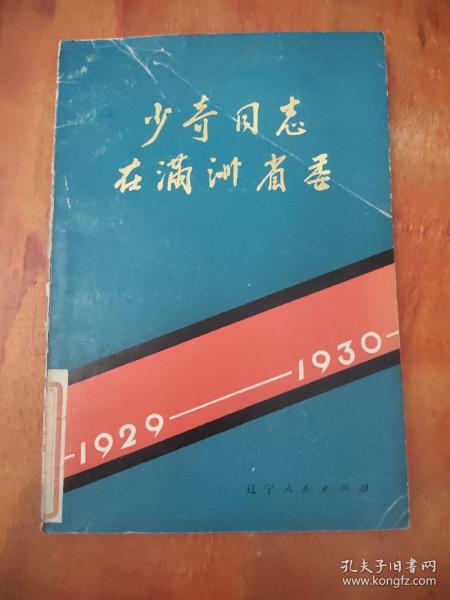 少奇同志
在满洲省委
1929——1930
辽宁人民出版社
孔夫子旧书网
www.kongfz.com